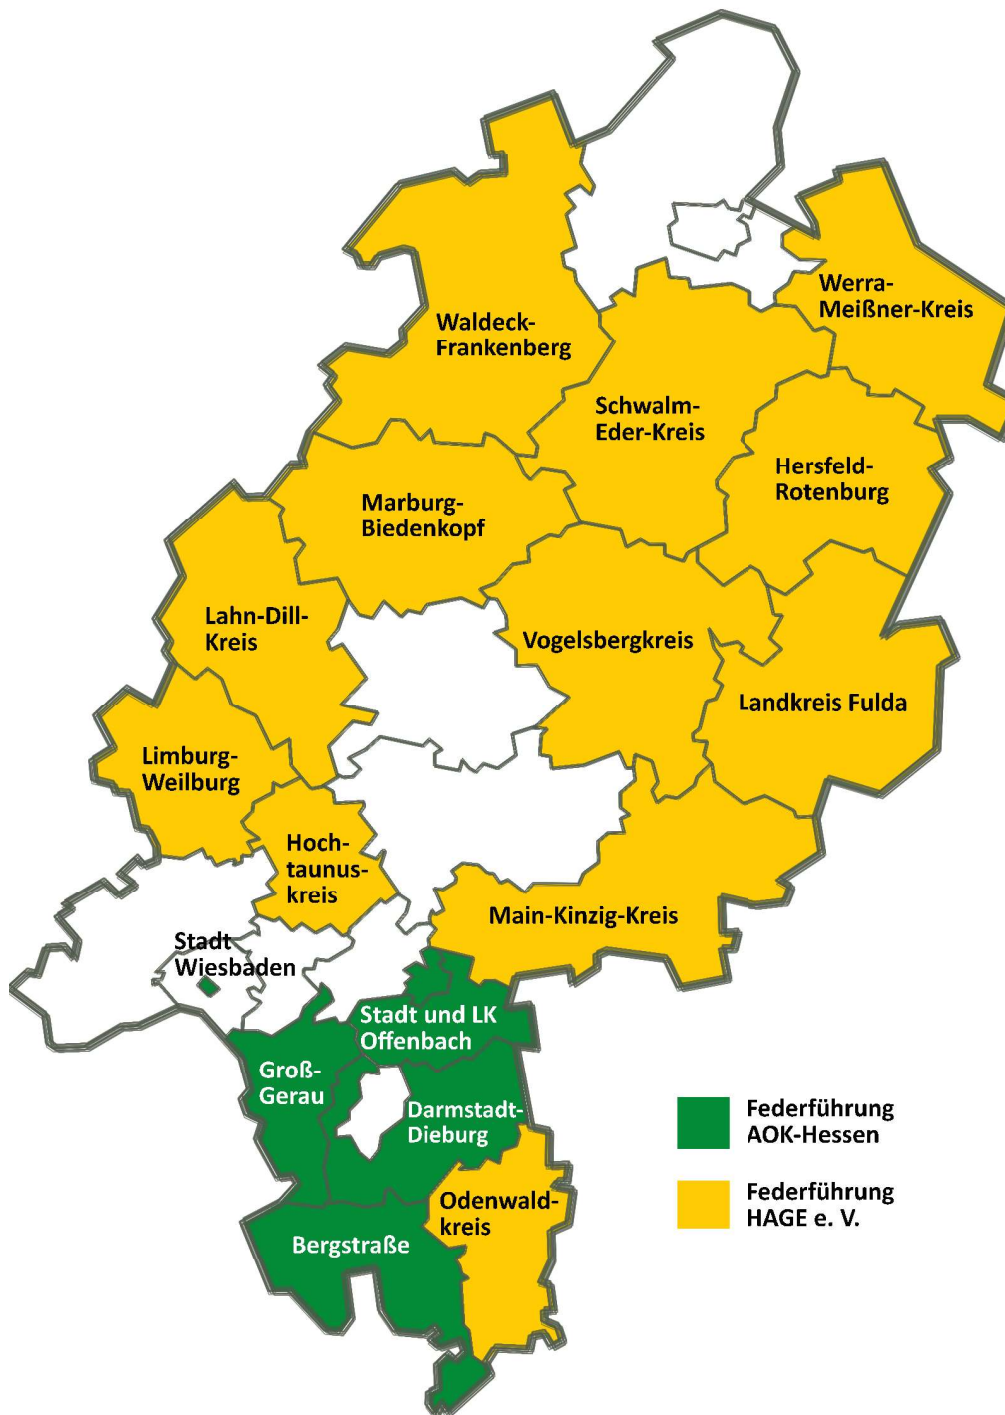 Werra-
Meißner-Kreis
Waldeck-
Frankenberg
Schwalm-
Eder-Kreis
Hersfeld-
Rotenburg
Marburg-
Biedenkopf
Lahn-Dill-
Kreis
Vogelsbergkreis
Landkreis Fulda
Limburg-
Weilburg
Hoch-
taunus-
kreis
Main-Kinzig-Kreis
Stadt
Wiesbaden
Stadt und LK
Offenbach
Groß-
Gerau
Darmstadt-
Dieburg
Odenwald-
kreis
Bergstraße
Federführung
AOK-Hessen
Federführung
HAGE e. V.